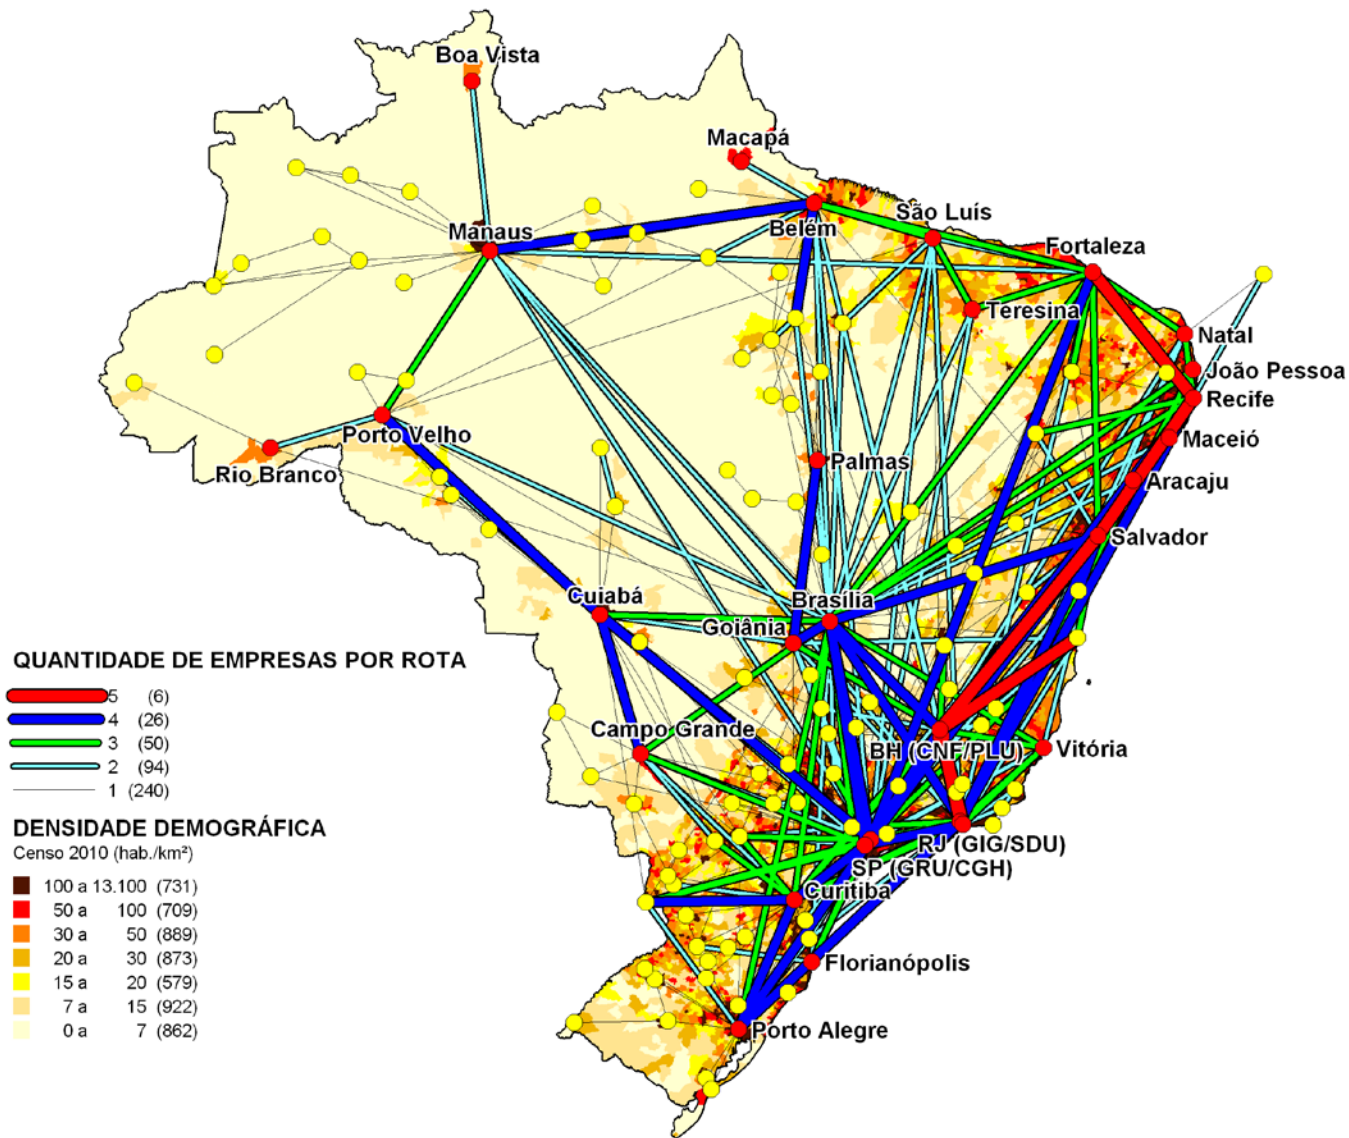 Boa Vista
Macapá
São Luís
Manaus
Belém
Fortaleza
Teresina
Natal
João Pessoa
Recife
Porto Velho
Maceió
Palmas
Rio Branco
Aracaju
Salvador
Cuiabá
Brasília
Goiânia
QUANTIDADE DE EMPRESAS POR ROTA
5 (6)
4 (26)
3 (50)
2 (94)
1 (240)
Campo Grande
BH (CNF/PLU)
Vitória
DENSIDADE DEMOGRÁFICA
Censo 2010 (hab./km²)
RJ (GIG/SDU)
SP (GRU/CGH)
100 a 13.100 (731)
50 a 100 (709)
30 a 50 (889)
20 a 30 (873)
15 a 20 (579)
7 a 15 (922)
0 a 7 (862)
Curitiba
Florianópolis
Porto Alegre